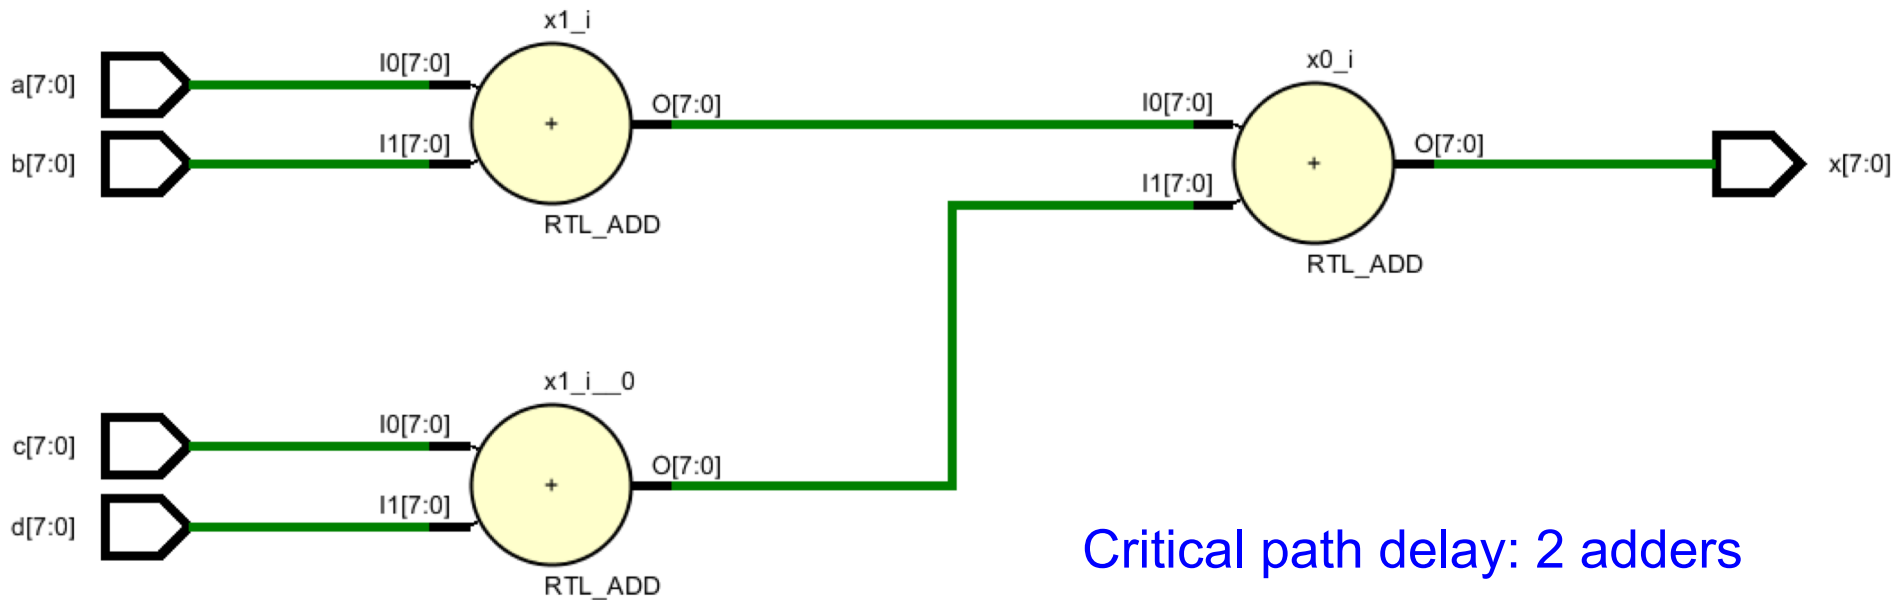 x1_i
a[7:0]
I0[7:0]
b[7:0]
I1[7:0]
+
O[7:0]
RTL_ADD
x0_i
I0[7:0]
I1[7:0]
+
O[7:0]
x[7:0]
RTL_ADD
x1_i__0
c[7:0]
I0[7:0]
d[7:0]
I1[7:0]
+
O[7:0]
RTL_ADD
Critical path delay: 2 adders